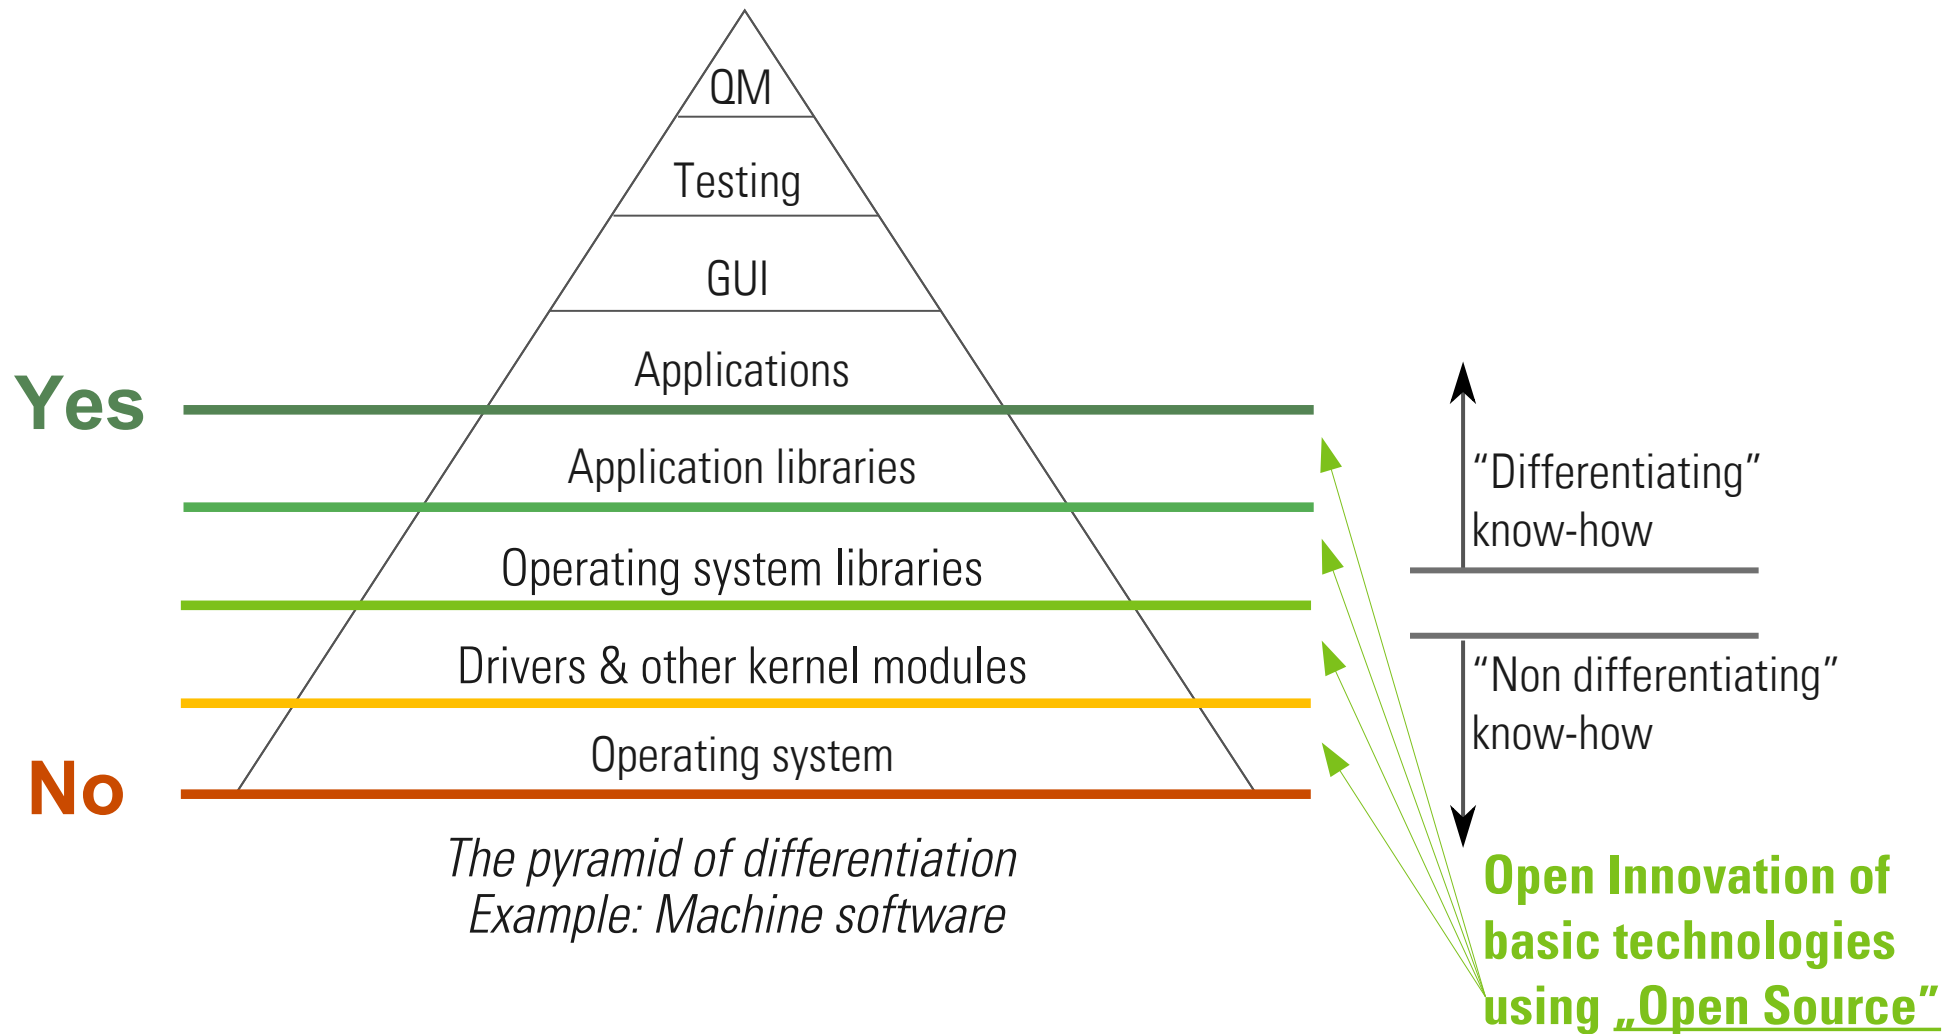 QM
Testing
GUI
Applications
Yes
Application libraries
Operating system libraries
Drivers & other kernel modules
Operating system
No
The pyramid of differentiation
Example: Machine software
“Differentiating”
know-how
“Non differentiating”
know-how
Open Innovation of
basic technologies
using „Open Source”